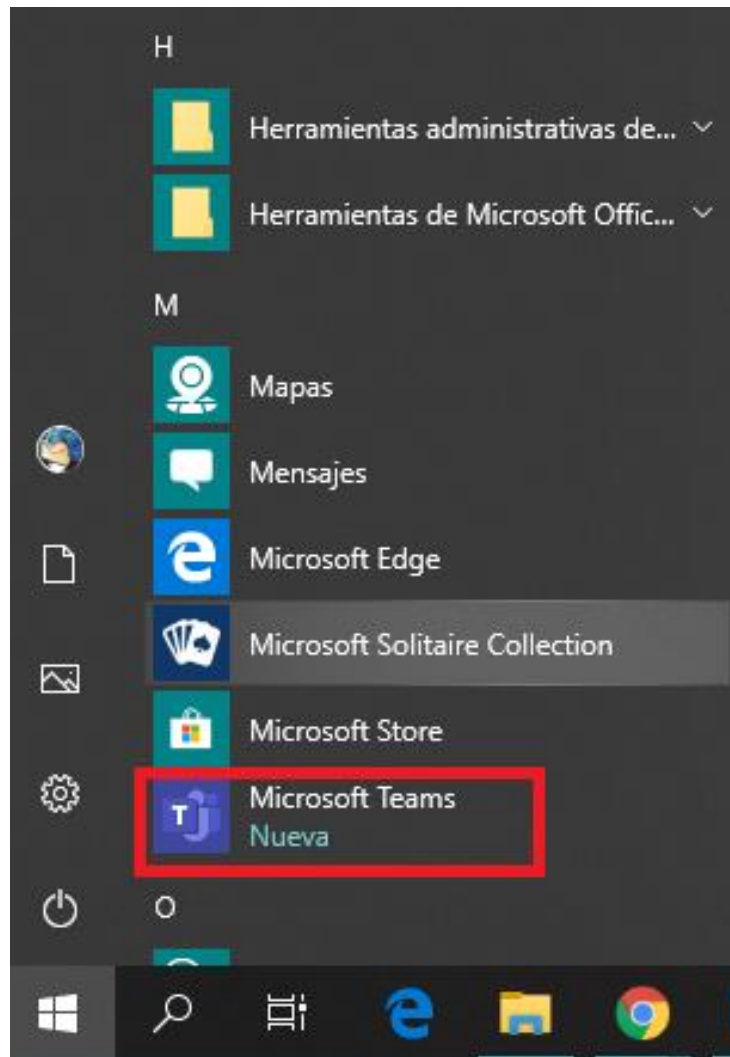 H
Herramientas administrativas de...
Herramientas de Microsoft Offic...
M
Mapas
Mensajes
Microsoft Edge
Microsoft Solitaire Collection
Microsoft Store
Microsoft Teams
Nueva
O